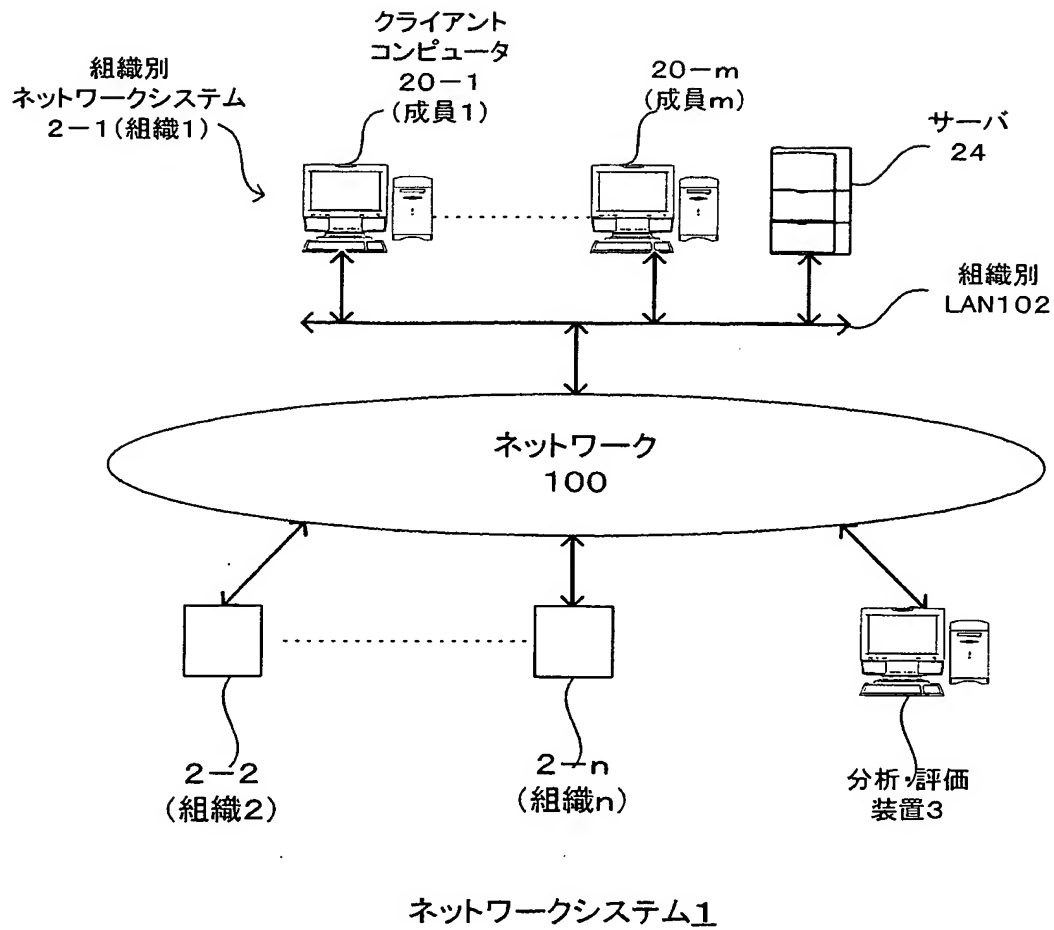 クライアント
コンピュータ
20-1
(成員1)
組織別
ネットワークシステム
2-1(組織1)
20-m
(成員m)
サーバ
24
組織別
LAN102
ネットワーク
100
2-2
(組織2)
2-n
(組織n)
分析・評価
装置3
ネットワークシステム1